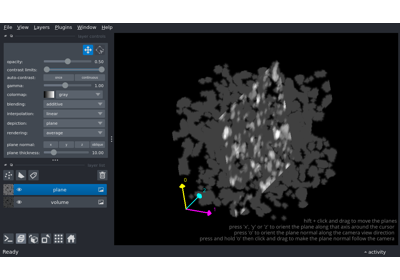 File View Layers Plugins Window Help
layer controls
opacity: 0.50
contrast limits:
auto-contrast: once continuous
gamma: 1.00
colormap: gray
blending: additive
interpolation: linear
depiction: plane
rendering: average
plane normal: x y z oblique
plane thickness: 10.00
layer list
plane
volume
0
hift + click and drag to move the planes
press 'x', 'y' or 'z' to orient the plane along that axis around the cursor
press 'o' to orient the plane normal along the camera view direction
press and hold 'o' then click and drag to make the plane normal follow the camera
Ready
activity